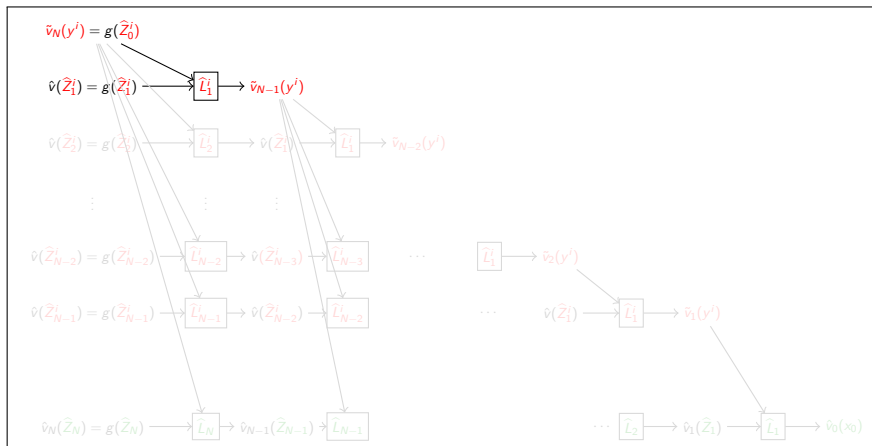 ṽ_N(y^i) = g(Ẑ_0^i)
v̂(Ẑ_1^i) = g(Ẑ_1^i) L̂_1^i ṽ_{N−1}(y^i)
v̂(Ẑ_2^i) = g(Ẑ_2^i) L̂_2^i v̂(Ẑ_1^i) L̂_1^i ṽ_{N−2}(y^i)
⋮ ⋮ ⋮
v̂(Ẑ_{N−2}^i) = g(Ẑ_{N−2}^i) L̂_{N−2}^i v̂(Ẑ_{N−3}^i) L̂_{N−3}^i ⋯ L̂_1^i ṽ_2(y^i)
v̂(Ẑ_{N−1}^i) = g(Ẑ_{N−1}^i) L̂_{N−1}^i v̂(Ẑ_{N−2}^i) L̂_{N−2}^i ⋯ v̂(Ẑ_1^i) L̂_1^i ṽ_1(y^i)
v̂_N(Ẑ_N) = g(Ẑ_N) L̂_N v̂_{N−1}(Ẑ_{N−1}) L̂_{N−1} ⋯ L̂_2 v̂_1(Ẑ_1) L̂_1 v̂_0(x_0)